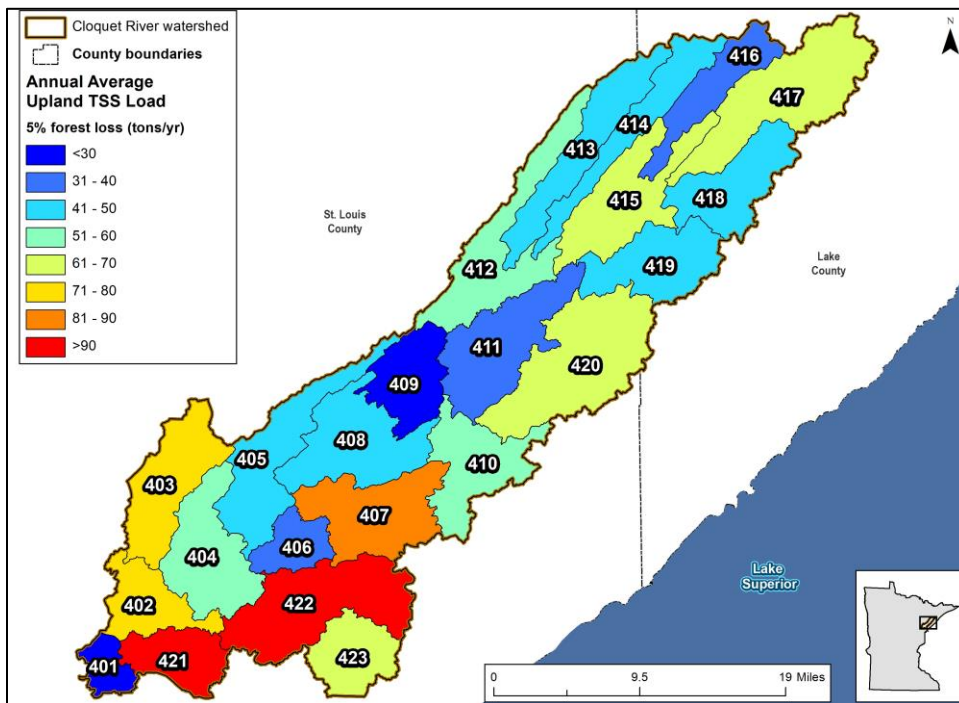 Cloquet River watershed
County boundaries
Annual Average
Upland TSS Load
5% forest loss (tons/yr)
<30
31 - 40
41 - 50
51 - 60
61 - 70
71 - 80
81 - 90
>90
N
416
417
414
413
415
418
St. Louis
County
412
419
Lake
County
411
420
409
408
405
410
403
407
406
404
422
402
423
401
421
Lake
Superior
0
9.5
19 Miles